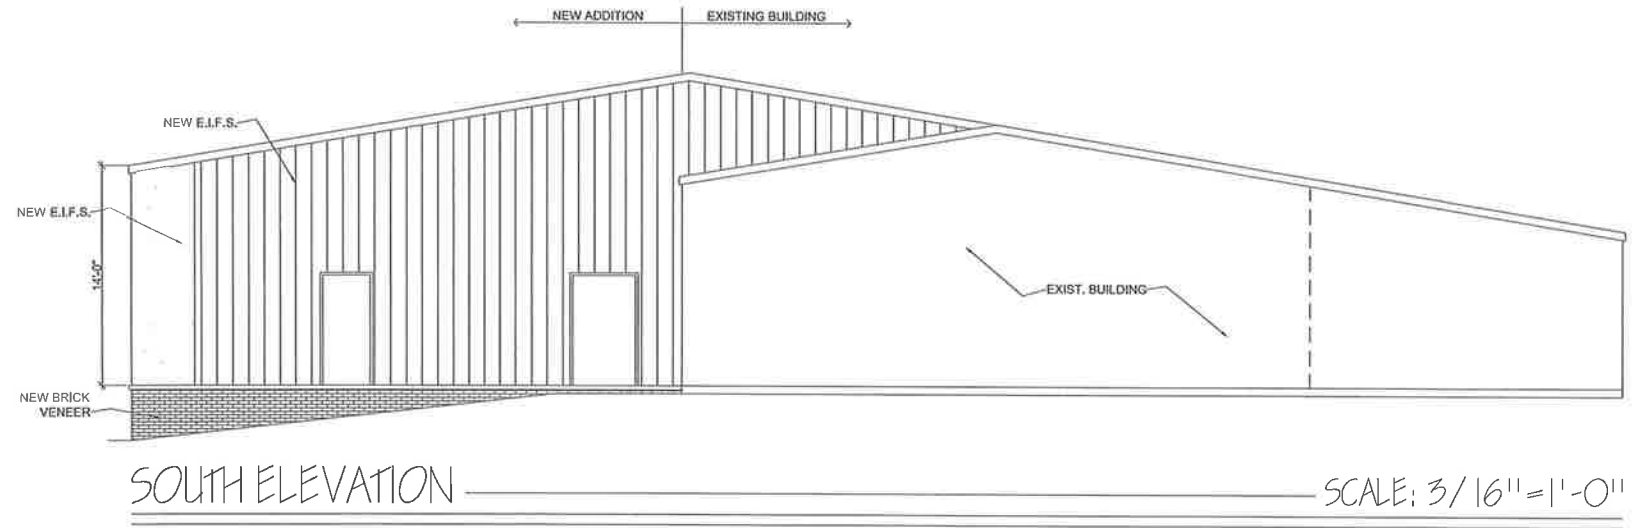 NEW ADDITION
EXISTING BUILDING
NEW E.I.F.S.
NEW E.I.F.S.
14'-0"
EXIST. BUILDING
NEW BRICK
VENEER
SOUTH ELEVATION
SCALE: 3/16"=1'-0"